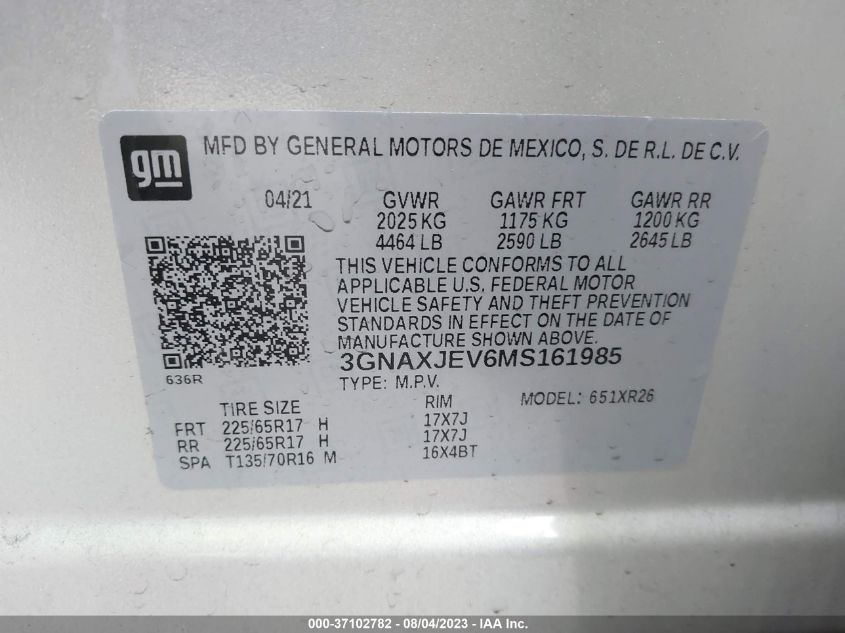 gm
MFD BY GENERAL MOTORS DE MEXICO, S. DE R.L. DE C.V.
04/21 GVWR GAWR FRT GAWR RR
2025 KG 1175 KG 1200 KG
4464 LB 2590 LB 2645 LB
THIS VEHICLE CONFORMS TO ALL
APPLICABLE U.S. FEDERAL MOTOR
VEHICLE SAFETY AND THEFT PREVENTION
STANDARDS IN EFFECT ON THE DATE OF
MANUFACTURE SHOWN ABOVE.
3GNAXJEV6MS161985
636R
TYPE: M.P.V. MODEL: 651XR26
TIRE SIZE RIM
FRT 225/65R17 H 17X7J
RR 225/65R17 H 17X7J
SPA T135/70R16 M 16X4BT
000-37102782 - 08/04/2023 - IAA Inc.